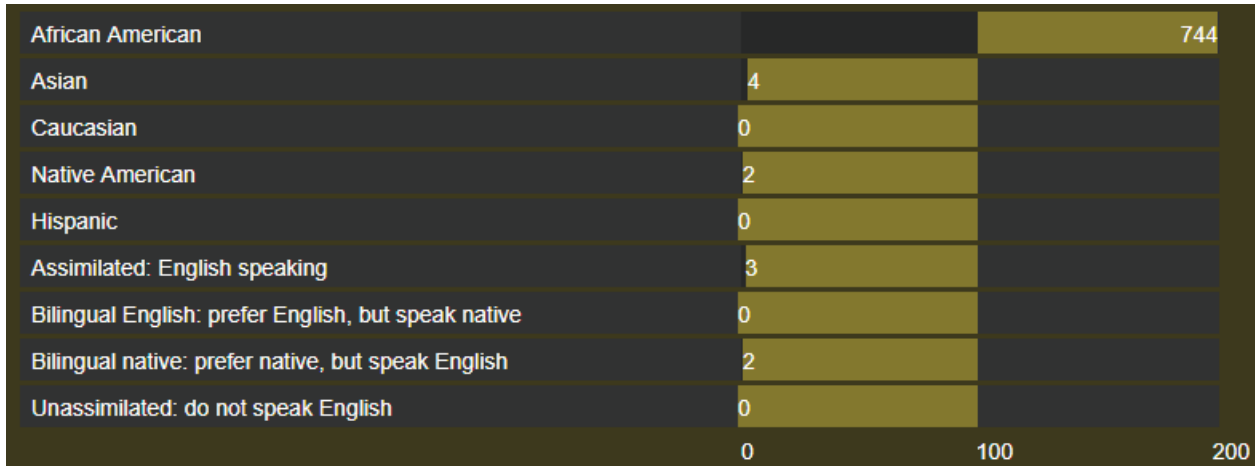 African American 744
Asian 4
Caucasian 0
Native American 2
Hispanic 0
Assimilated: English speaking 3
Bilingual English: prefer English, but speak native 0
Bilingual native: prefer native, but speak English 2
Unassimilated: do not speak English 0
0 100 200